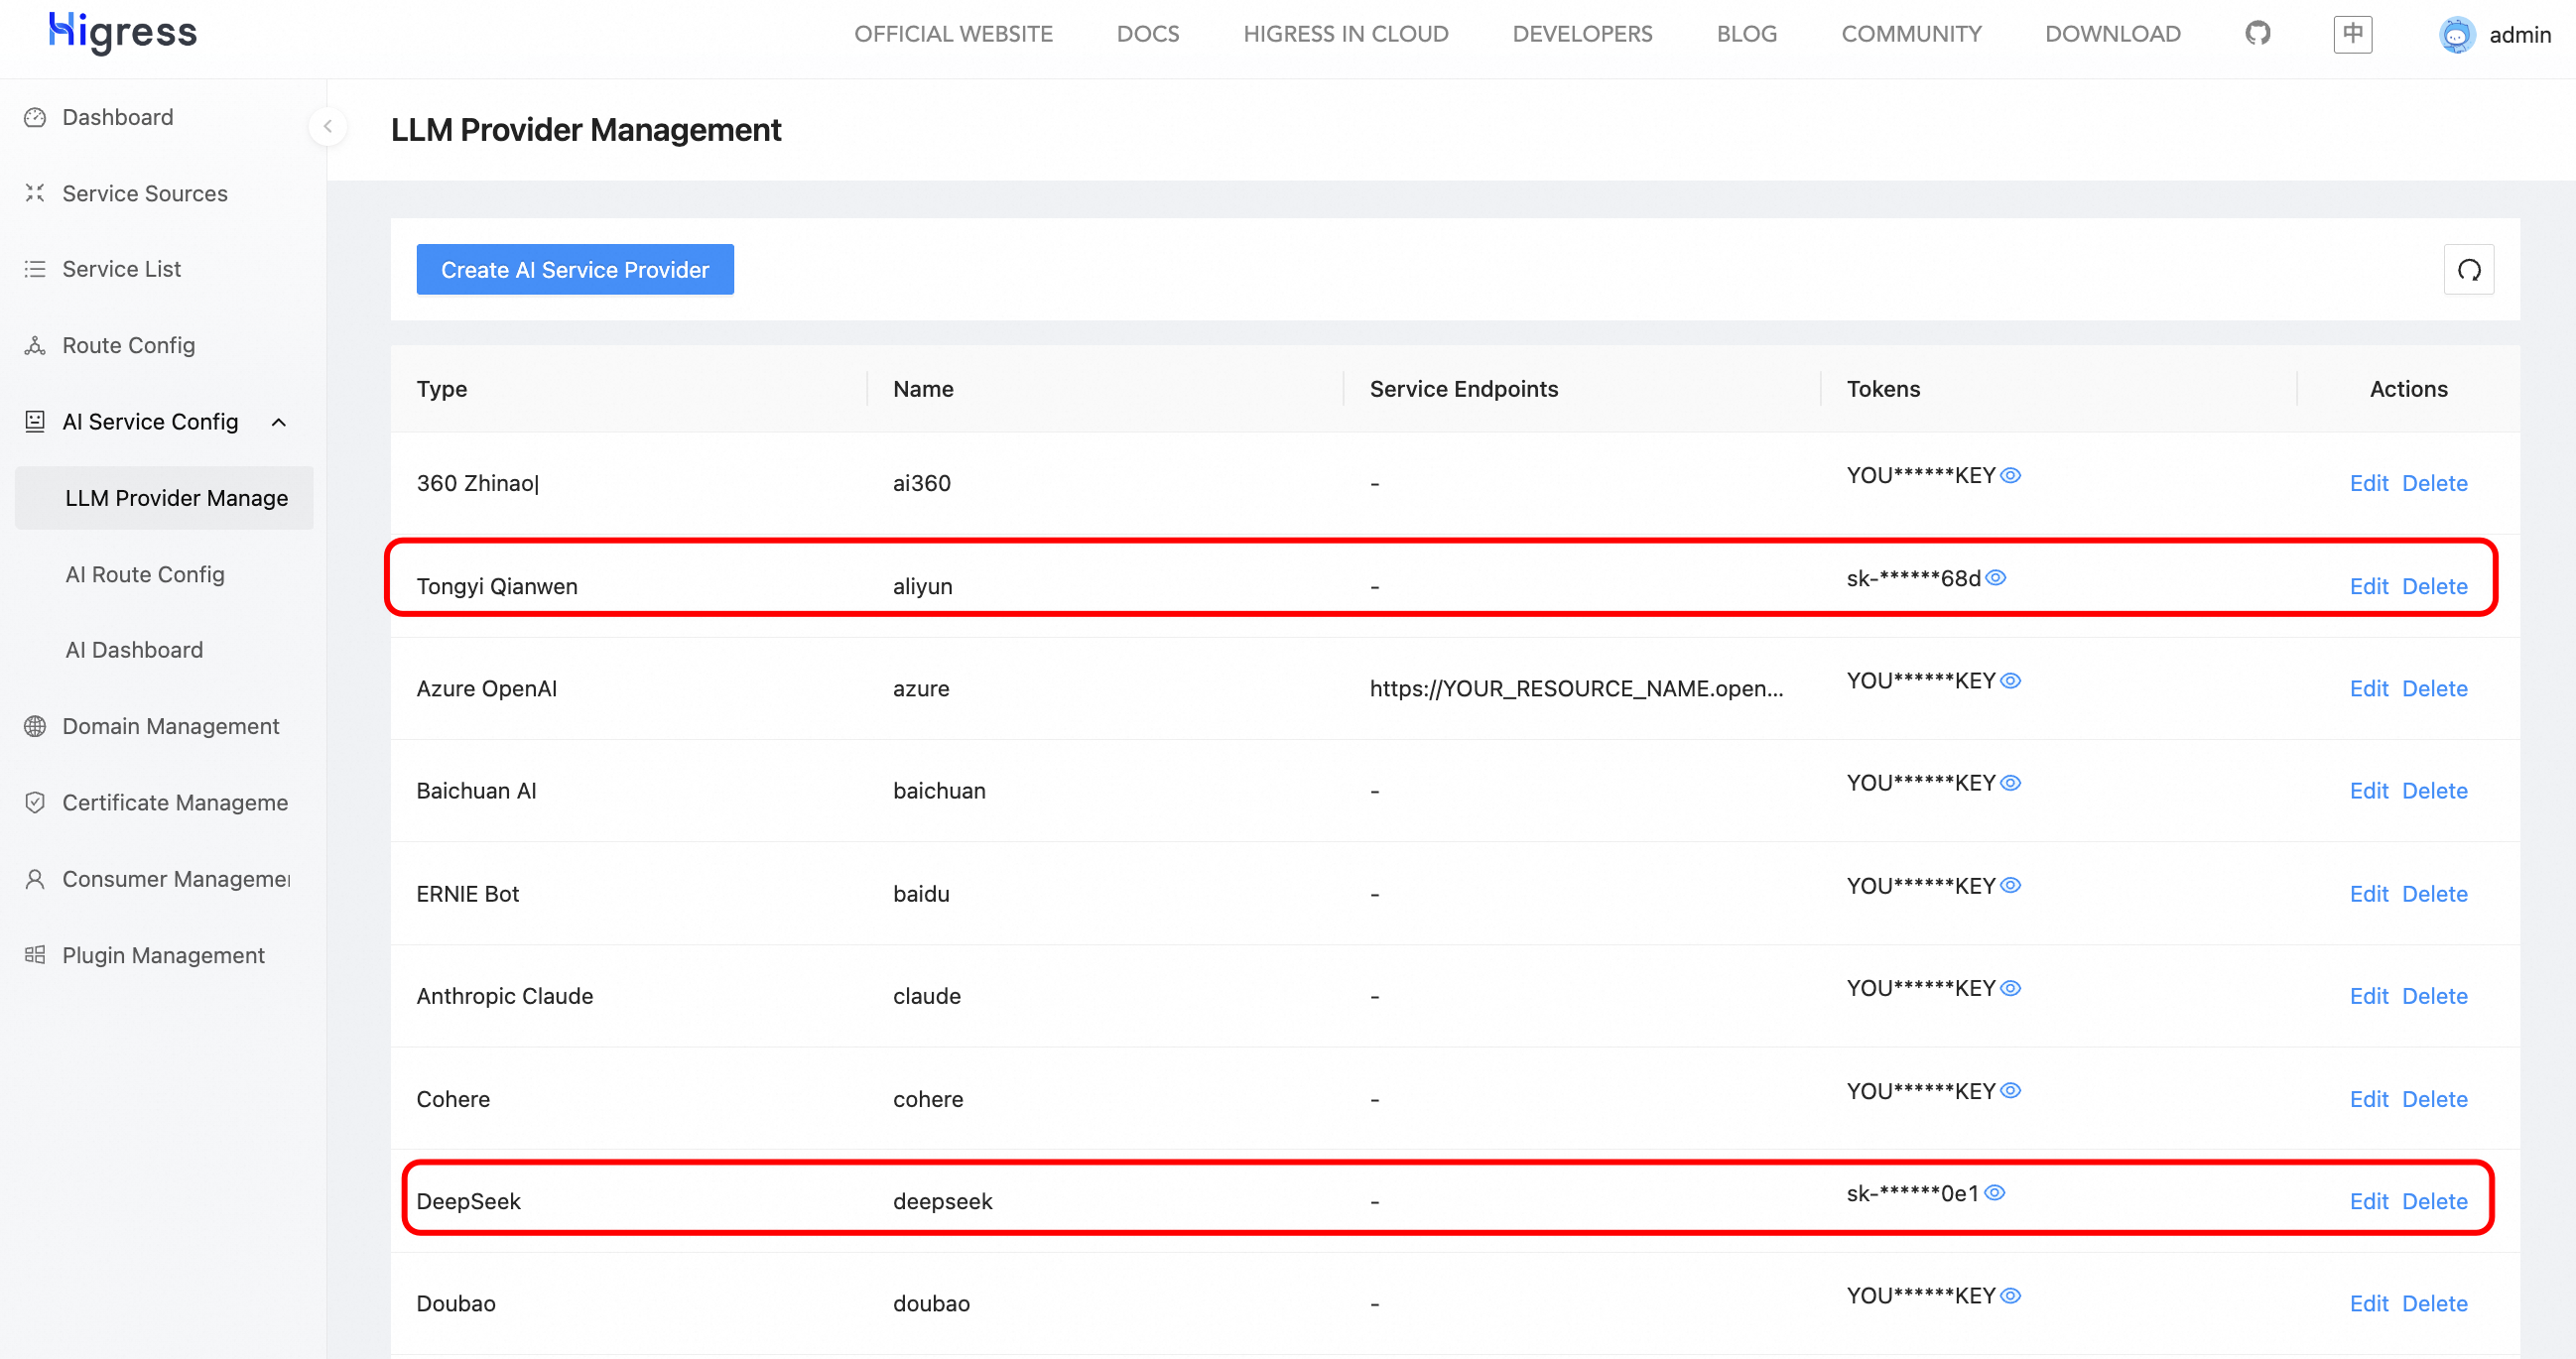 Higress
OFFICIAL WEBSITE DOCS HIGRESS IN CLOUD DEVELOPERS BLOG COMMUNITY DOWNLOAD 中 admin
Dashboard
Service Sources
Service List
Route Config
AI Service Config
LLM Provider Manage
AI Route Config
AI Dashboard
Domain Management
Certificate Manageme
Consumer Managemer
Plugin Management
LLM Provider Management
Create AI Service Provider
Type Name Service Endpoints Tokens Actions
360 Zhinao| ai360 - YOU******KEY Edit Delete
Tongyi Qianwen aliyun - sk-******68d Edit Delete
Azure OpenAI azure https://YOUR_RESOURCE_NAME.open... YOU******KEY Edit Delete
Baichuan AI baichuan - YOU******KEY Edit Delete
ERNIE Bot baidu - YOU******KEY Edit Delete
Anthropic Claude claude - YOU******KEY Edit Delete
Cohere cohere - YOU******KEY Edit Delete
DeepSeek deepseek - sk-******0e1 Edit Delete
Doubao doubao - YOU******KEY Edit Delete